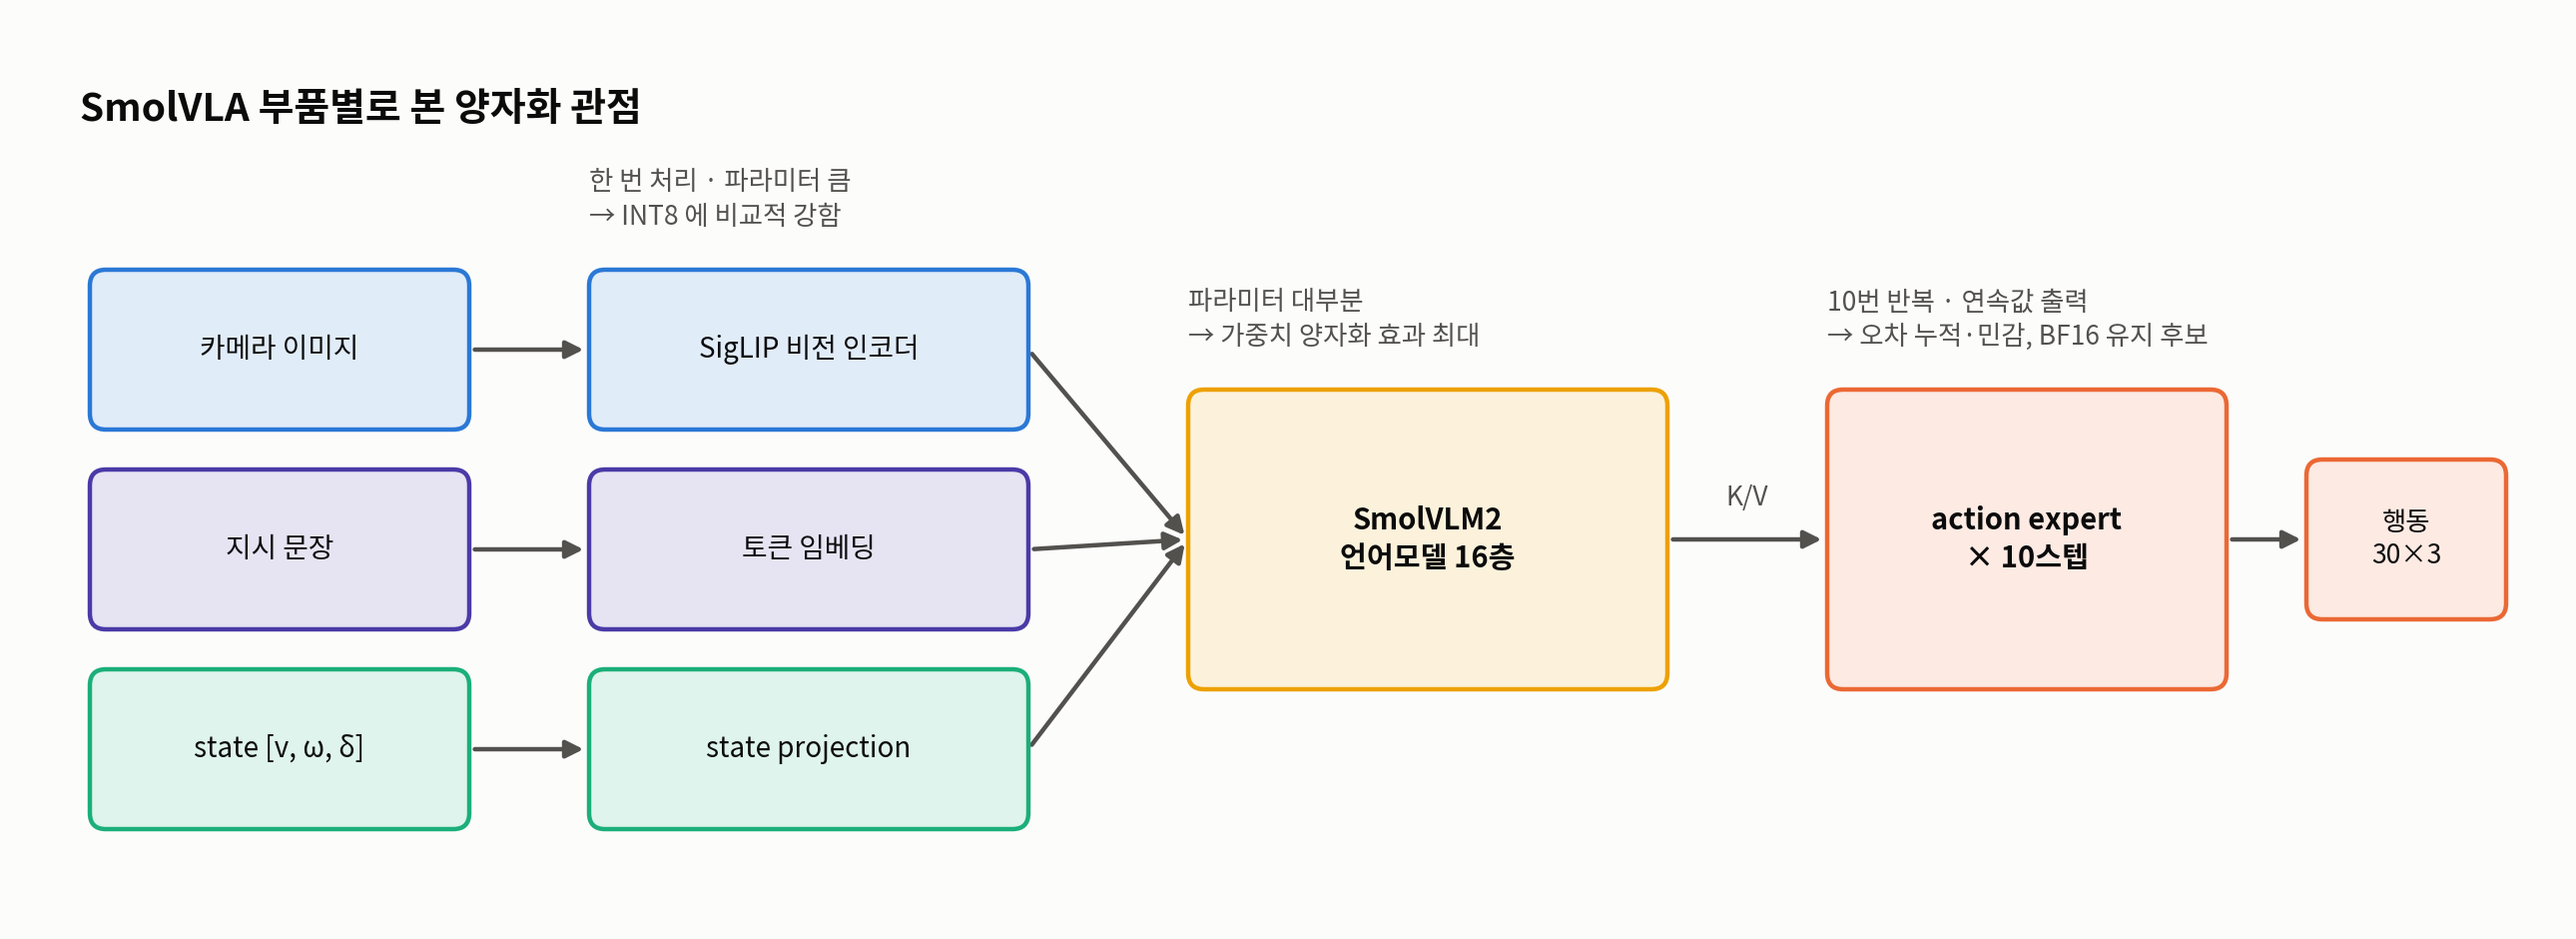 SmolVLA 부품별로 본 양자화 관점
한 번 처리 · 파라미터 큼
→ INT8 에 비교적 강함
카메라 이미지
SigLIP 비전 인코더
지시 문장
토큰 임베딩
state [v, ω, δ]
state projection
파라미터 대부분
→ 가중치 양자화 효과 최대
SmolVLM2
언어모델 16층
K/V
10번 반복 · 연속값 출력
→ 오차 누적·민감, BF16 유지 후보
action expert
× 10스텝
행동
30×3